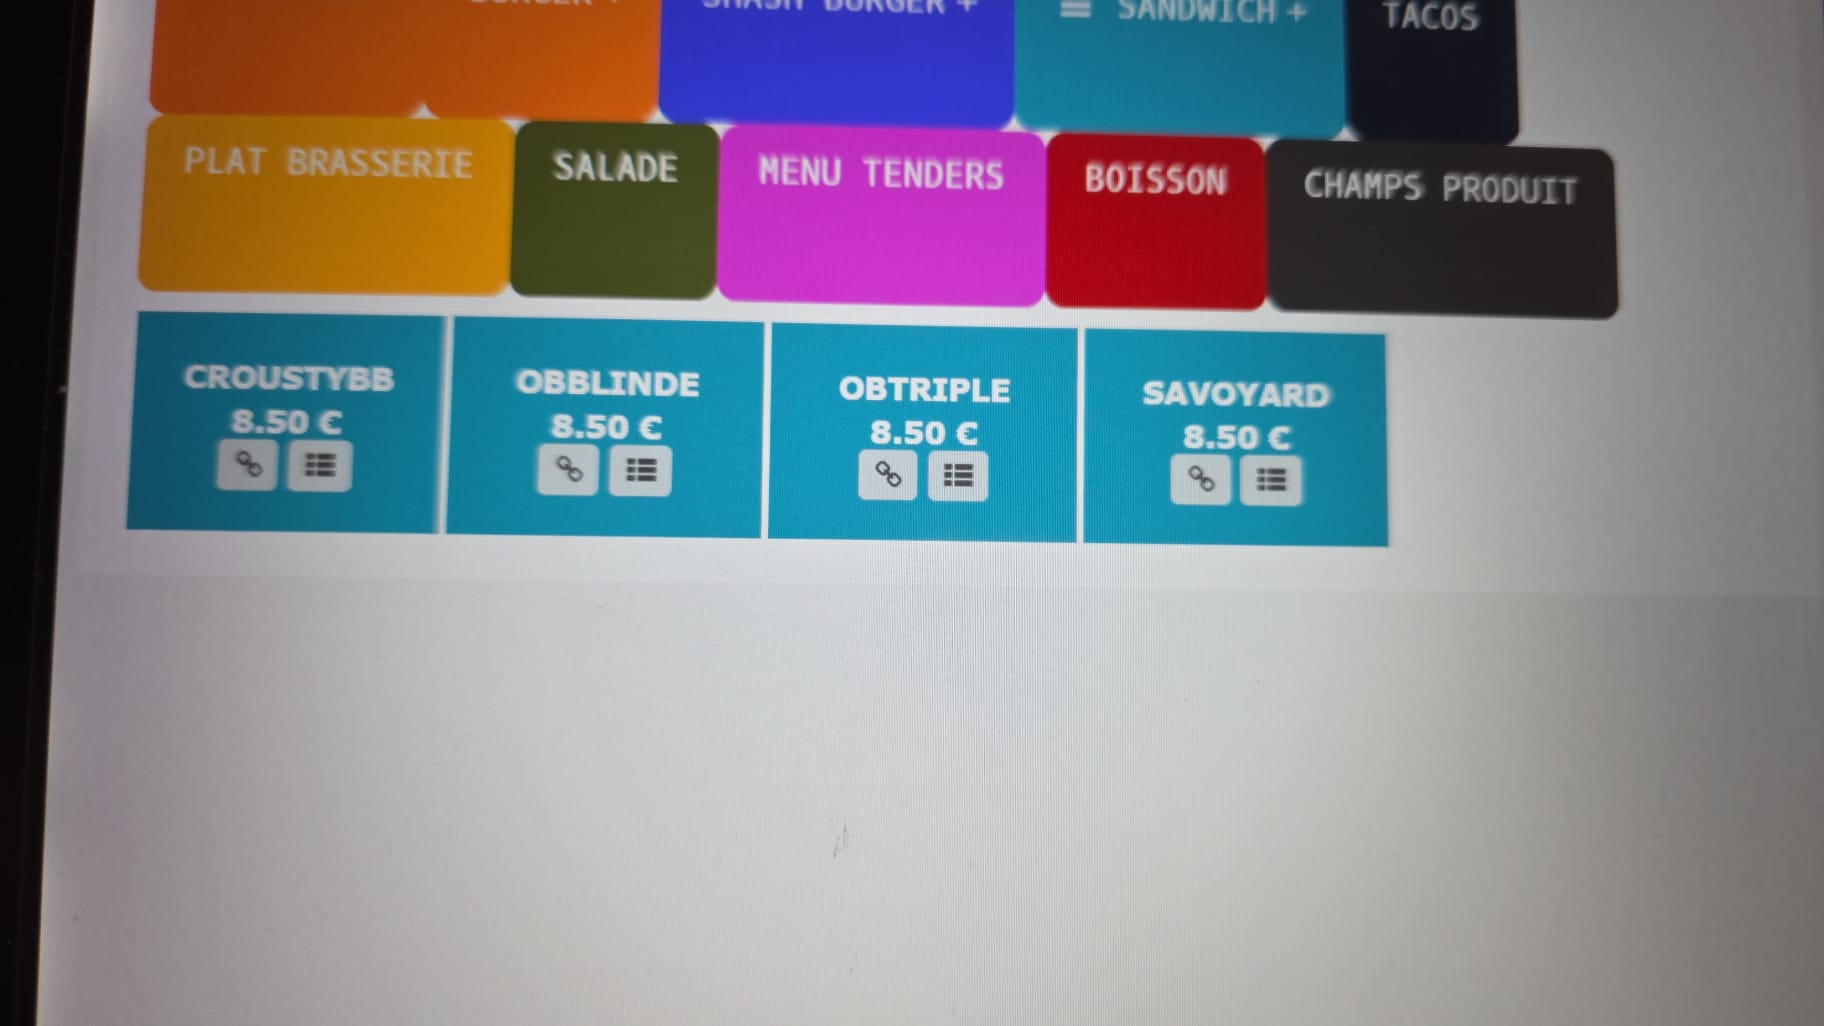 BURGER +
SMASH BURGER +
SANDWICH +
TACOS
PLAT BRASSERIE
SALADE
MENU TENDERS
BOISSON
CHAMPS PRODUIT
CROUSTYBB
8.50 €
OBBLINDE
8.50 €
OBTRIPLE
8.50 €
SAVOYARD
8.50 €